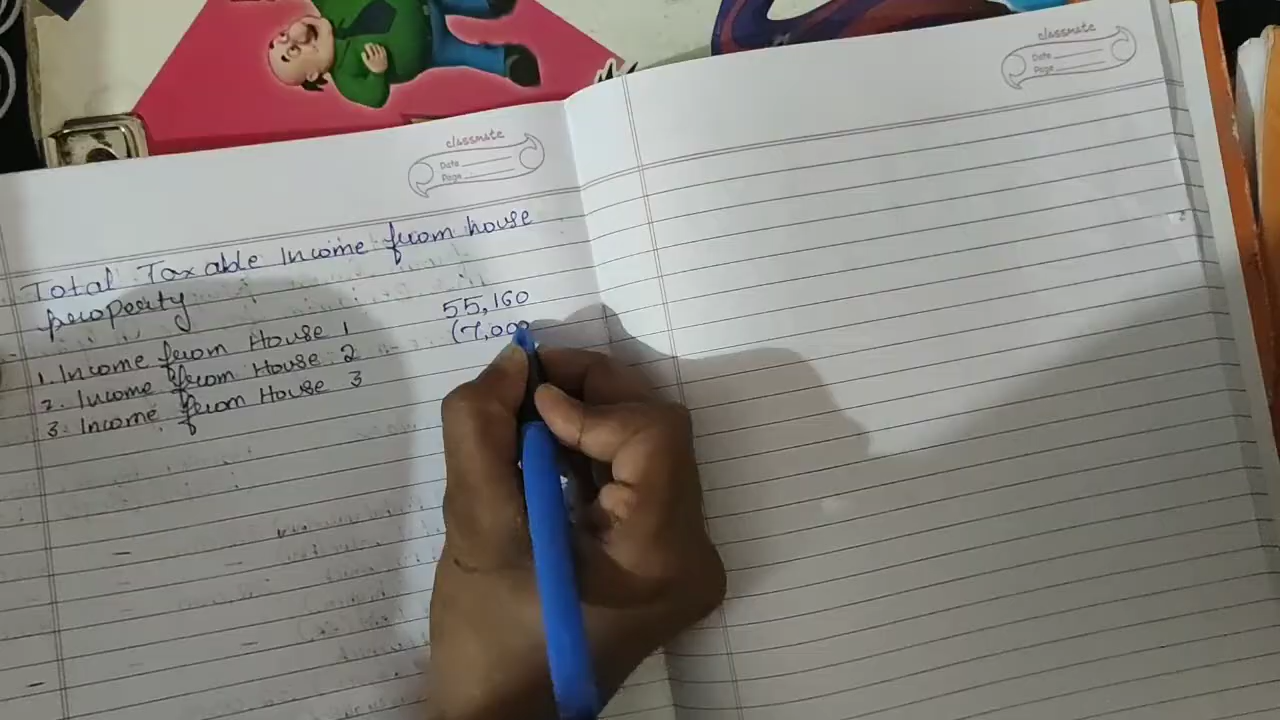 classmate
Date
Page
classmate
Date
Page
Total Taxable Income from house
property
1. Income from House 1 55,160
2. Income from House 2 (7,000
3. Income from House 3